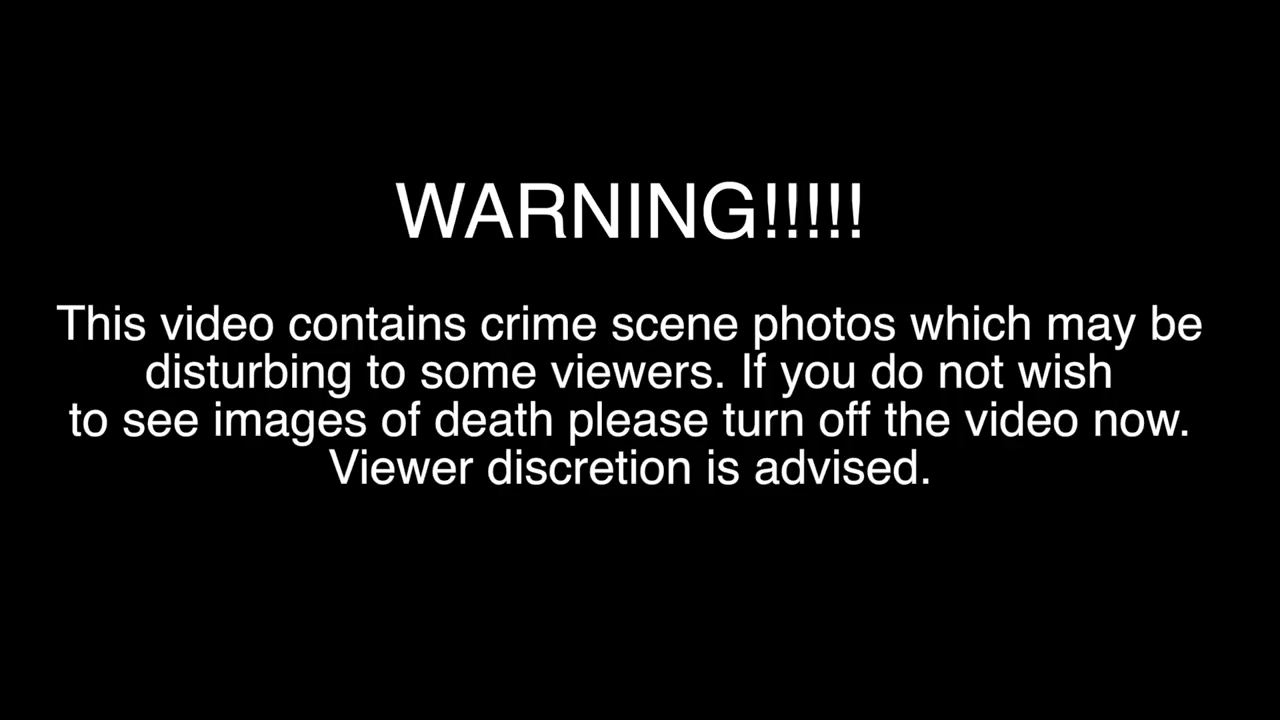 WARNING!!!!!
This video contains crime scene photos which may be
disturbing to some viewers. If you do not wish
to see images of death please turn off the video now.
Viewer discretion is advised.